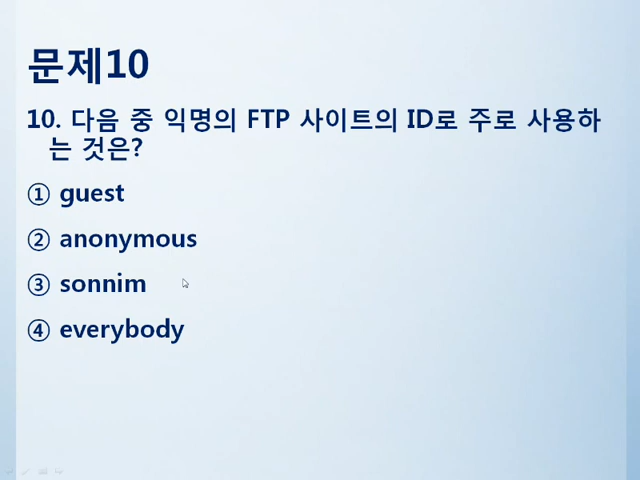 문제10
10. 다음 중 익명의 FTP 사이트의 ID로 주로 사용하
는 것은?
① guest
② anonymous
③ sonnim
④ everybody